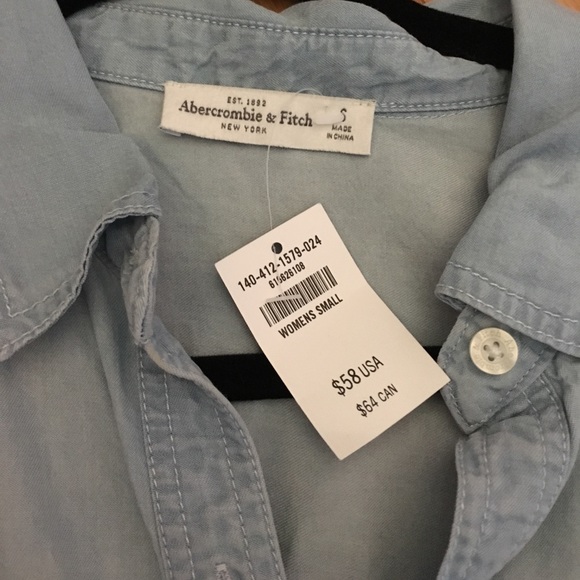 EST. 1892
Abercrombie & Fitch
NEW YORK
S
MADE
IN CHINA
140-412-1579-024
615626108
WOMENS SMALL
$58 USA
$64 CAN